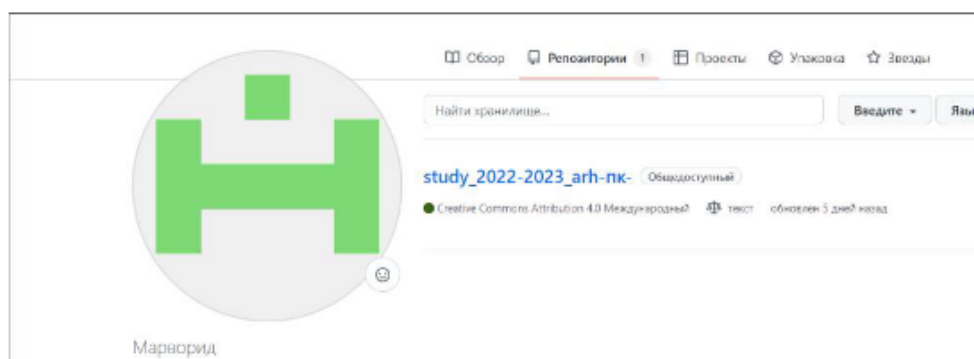 Обзор Репозитории 1 Проекты Упаковка Звезды
Найти хранилище... Введите Язы
study_2022-2023_arh-пк- Общедоступный
Creative Commons Attribution 4.0 Международный текст обновлен 5 дней назад
Марворид